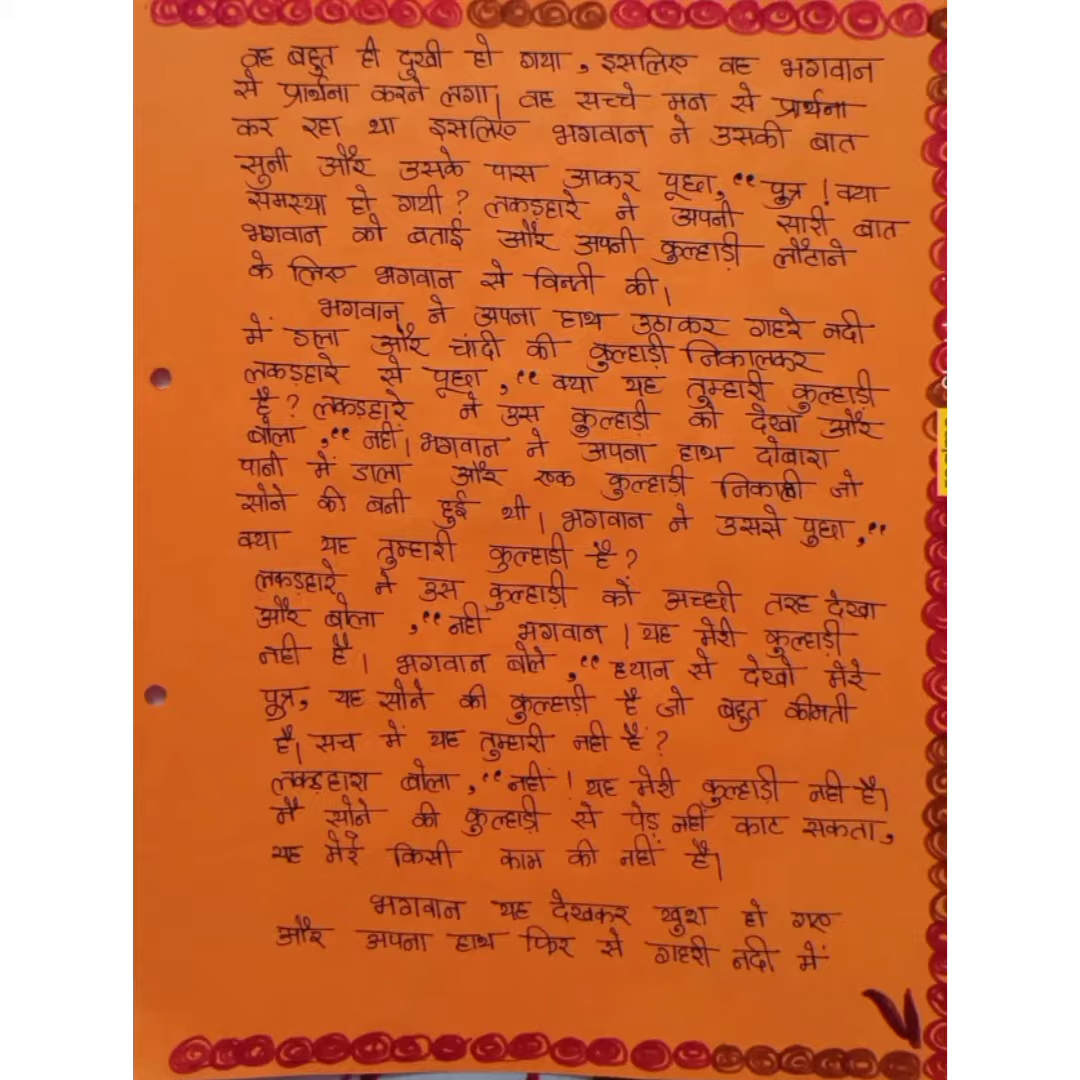 वह बहुत ही दुखी हो गया, इसलिए वह भगवान
से प्रार्थना करने लगा। वह सच्चे मन से प्रार्थना
कर रहा था इसलिए भगवान ने उसकी बात
सुनी और उसके पास आकर पूछा, “ पुत्र ! क्या
समस्या हो गयी ? लकड़हारे ने अपनी सारी बात
भगवान को बताई और अपनी कुल्हाड़ी लौटाने
के लिए भगवान से विनती की।
भगवान ने अपना हाथ उठाकर गहरे नदी
में डाला और चांदी की कुल्हाडी निकालकर
लकड़हारे से पूछा ,“ क्या यह तुम्हारी कुल्हाडी
है ? लकड़हारे ने उस कुल्हाडी को देखा और
बोला ,“ नहीं। भगवान ने अपना हाथ दोबारा
पानी में डाला और एक कुल्हाडी निकाली जो
सोने की बनी हुई थी। भगवान ने उससे पुछा ,“
क्या यह तुम्हारी कुल्हाडी है ?
लकड़हारे ने उस कुल्हाड़ी को अच्छी तरह देखा
और बोला ,“ नही भगवान । यह मेरी कुल्हाड़ी
नही है। भगवान बोले ,“ ध्यान से देखो मेरे
पुत्र, यह सोने की कुल्हाड़ी है जो बहुत कीमती
है। सच में यह तुम्हारी नही है ?
लकड़हारा बोला ,“ नही ! यह मेरी कुल्हाडी नही है।
मै सोने की कुल्हाड़ी से पेड़ नहीं काट सकता,
यह मेरे किसी काम की नहीं है।
भगवान यह देखकर खुश हो गए
और अपना हाथ फिर से गहरी नदी में